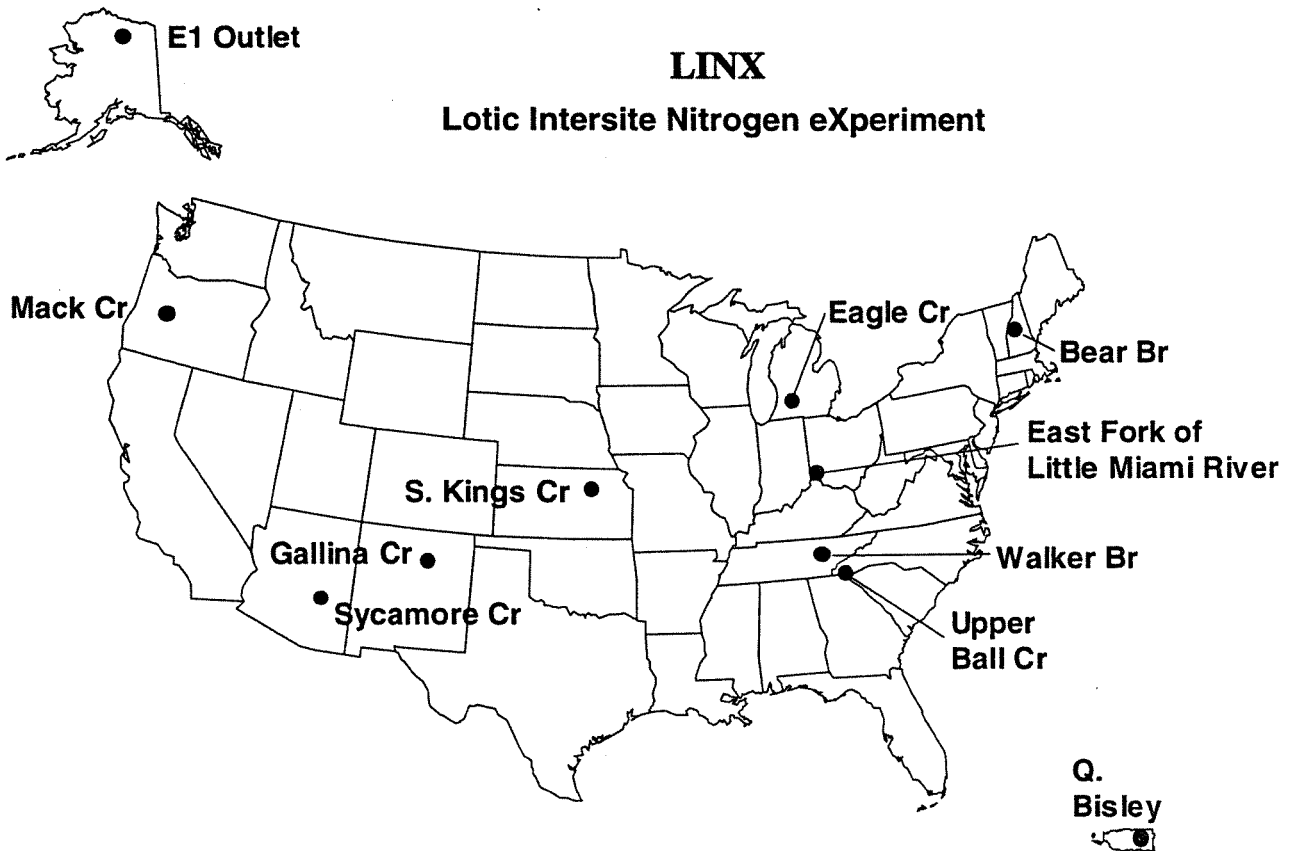 E1 Outlet
LINX
Lotic Intersite Nitrogen eXperiment
Mack Cr
Eagle Cr
Bear Br
East Fork of
Little Miami River
S. Kings Cr
Gallina Cr
Walker Br
Sycamore Cr
Upper
Ball Cr
Q.
Bisley